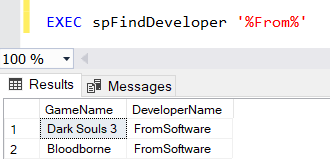 EXEC spFindDeveloper '%From%'
100 %
Results Messages
GameName DeveloperName
1 Dark Souls 3 FromSoftware
2 Bloodborne FromSoftware